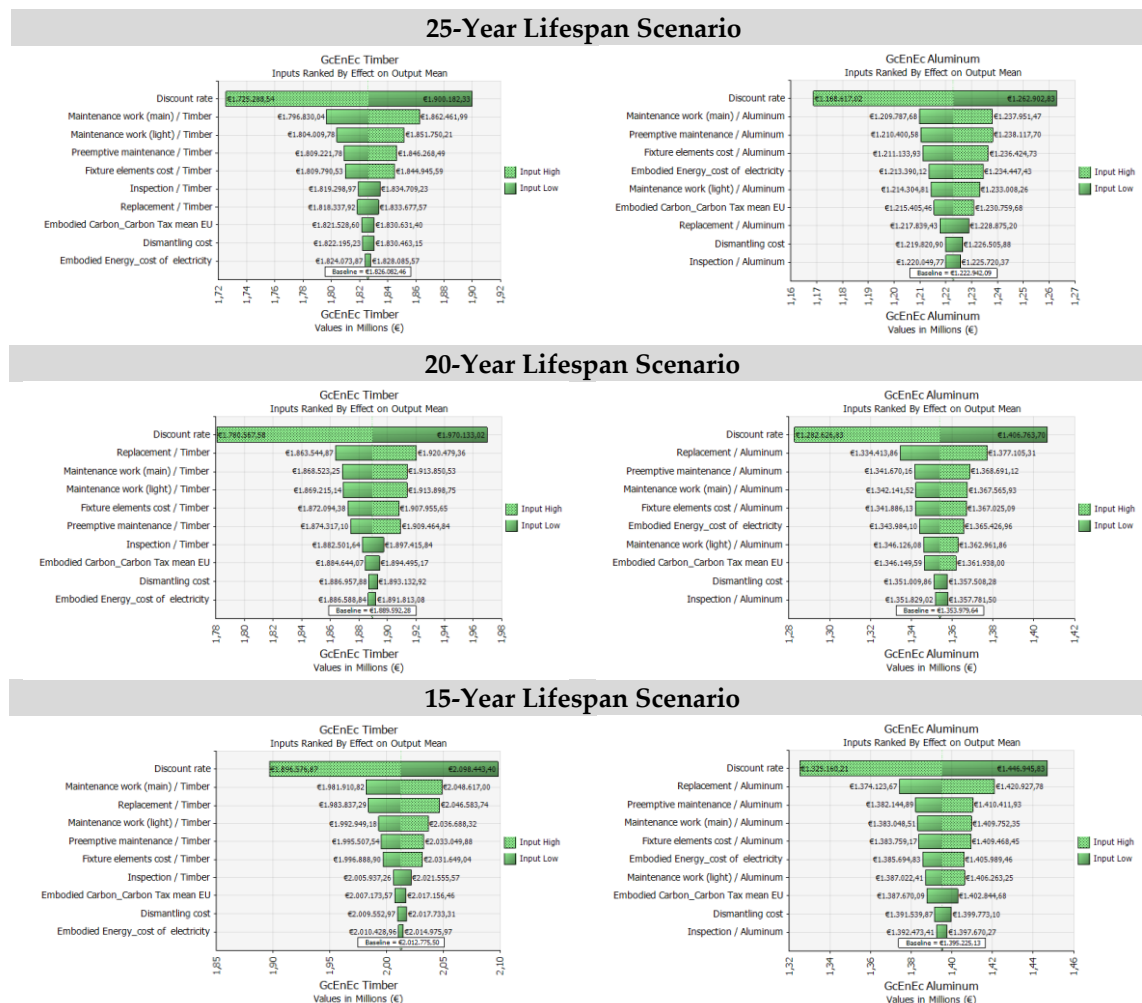 25-Year Lifespan Scenario
GcEnEc Timber
Inputs Ranked By Effect on Output Mean
Discount rate €1.725.288,54 €1.900.182,33
Maintenance work (main) / Timber €1.796.830,04 €1.862.461,99
Maintenance work (light) / Timber €1.804.009,78 €1.851.750,21
Preemptive maintenance / Timber €1.809.221,78 €1.846.268,49
Fixture elements cost / Timber €1.809.790,53 €1.844.945,59
Inspection / Timber €1.819.298,97 €1.834.709,23
Replacement / Timber €1.818.337,92 €1.833.677,57
Embodied Carbon_Carbon Tax mean EU €1.821.528,60 €1.830.631,40
Dismantling cost €1.822.195,23 €1.830.463,15
Embodied Energy_cost of electricity €1.824.073,87 €1.828.085,57
Baseline = €1.826.082,46
Input High
Input Low
1,72 1,74 1,76 1,78 1,80 1,82 1,84 1,86 1,88 1,90 1,92
GcEnEc Timber
Values in Millions (€)
GcEnEc Aluminum
Inputs Ranked By Effect on Output Mean
Discount rate €1.168.617,02 €1.262.902,83
Maintenance work (main) / Aluminum €1.209.787,68 €1.237.951,47
Preemptive maintenance / Aluminum €1.210.400,58 €1.238.117,70
Fixture elements cost / Aluminum €1.211.133,93 €1.236.424,73
Embodied Energy_cost of electricity €1.213.390,12 €1.234.447,43
Maintenance work (light) / Aluminum €1.214.304,81 €1.233.008,26
Embodied Carbon_Carbon Tax mean EU €1.215.405,46 €1.230.759,68
Replacement / Aluminum €1.217.839,43 €1.228.875,20
Dismantling cost €1.219.820,90 €1.226.505,88
Inspection / Aluminum €1.220.049,77 €1.225.720,37
Baseline = €1.222.942,09
Input High
Input Low
1,16 1,17 1,18 1,19 1,20 1,21 1,22 1,23 1,24 1,25 1,26 1,27
GcEnEc Aluminum
Values in Millions (€)
20-Year Lifespan Scenario
GcEnEc Timber
Inputs Ranked By Effect on Output Mean
Discount rate €1.780.567,58 €1.970.133,02
Replacement / Timber €1.863.544,87 €1.920.479,36
Maintenance work (main) / Timber €1.868.523,25 €1.913.850,53
Maintenance work (light) / Timber €1.869.215,14 €1.913.898,75
Fixture elements cost / Timber €1.872.094,38 €1.907.955,65
Preemptive maintenance / Timber €1.874.317,10 €1.909.464,84
Inspection / Timber €1.882.501,64 €1.897.415,84
Embodied Carbon_Carbon Tax mean EU €1.884.644,07 €1.894.495,17
Dismantling cost €1.886.957,88 €1.893.132,92
Embodied Energy_cost of electricity €1.886.588,84 €1.891.813,08
Baseline = €1.889.592,28
Input High
Input Low
1,78 1,80 1,82 1,84 1,86 1,88 1,90 1,92 1,94 1,96 1,98
GcEnEc Timber
Values in Millions (€)
GcEnEc Aluminum
Inputs Ranked By Effect on Output Mean
Discount rate €1.282.626,83 €1.406.763,70
Replacement / Aluminum €1.334.413,86 €1.377.105,31
Preemptive maintenance / Aluminum €1.341.670,16 €1.368.691,12
Maintenance work (main) / Aluminum €1.342.141,52 €1.367.565,93
Fixture elements cost / Aluminum €1.341.886,13 €1.367.025,09
Embodied Energy_cost of electricity €1.343.984,10 €1.365.426,96
Maintenance work (light) / Aluminum €1.346.126,08 €1.362.961,86
Embodied Carbon_Carbon Tax mean EU €1.346.149,59 €1.361.938,00
Dismantling cost €1.351.009,86 €1.357.508,28
Inspection / Aluminum €1.351.829,02 €1.357.781,50
Baseline = €1.353.979,64
Input High
Input Low
1,28 1,30 1,32 1,34 1,36 1,38 1,40 1,42
GcEnEc Aluminum
Values in Millions (€)
15-Year Lifespan Scenario
GcEnEc Timber
Inputs Ranked By Effect on Output Mean
Discount rate €1.896.576,87 €2.098.443,40
Maintenance work (main) / Timber €1.981.910,82 €2.048.617,00
Replacement / Timber €1.983.837,29 €2.046.583,74
Maintenance work (light) / Timber €1.992.949,18 €2.036.688,32
Preemptive maintenance / Timber €1.995.507,54 €2.033.049,88
Fixture elements cost / Timber €1.996.888,90 €2.031.649,04
Inspection / Timber €2.005.937,26 €2.021.555,57
Embodied Carbon_Carbon Tax mean EU €2.007.173,57 €2.017.156,46
Dismantling cost €2.009.552,97 €2.017.733,31
Embodied Energy_cost of electricity €2.010.428,96 €2.014.975,97
Baseline = €2.012.775,50
Input High
Input Low
1,85 1,90 1,95 2,00 2,05 2,10
GcEnEc Timber
Values in Millions (€)
GcEnEc Aluminum
Inputs Ranked By Effect on Output Mean
Discount rate €1.325.160,21 €1.446.945,83
Replacement / Aluminum €1.374.123,67 €1.420.927,78
Preemptive maintenance / Aluminum €1.382.144,89 €1.410.411,93
Maintenance work (main) / Aluminum €1.383.048,51 €1.409.752,35
Fixture elements cost / Aluminum €1.383.759,17 €1.409.468,45
Embodied Energy_cost of electricity €1.385.694,83 €1.405.989,46
Maintenance work (light) / Aluminum €1.387.022,41 €1.406.263,25
Embodied Carbon_Carbon Tax mean EU €1.387.670,09 €1.402.844,68
Dismantling cost €1.391.539,87 €1.399.773,10
Inspection / Aluminum €1.392.473,41 €1.397.670,27
Baseline = €1.395.225,13
Input High
Input Low
1,32 1,34 1,36 1,38 1,40 1,42 1,44 1,46
GcEnEc Aluminum
Values in Millions (€)